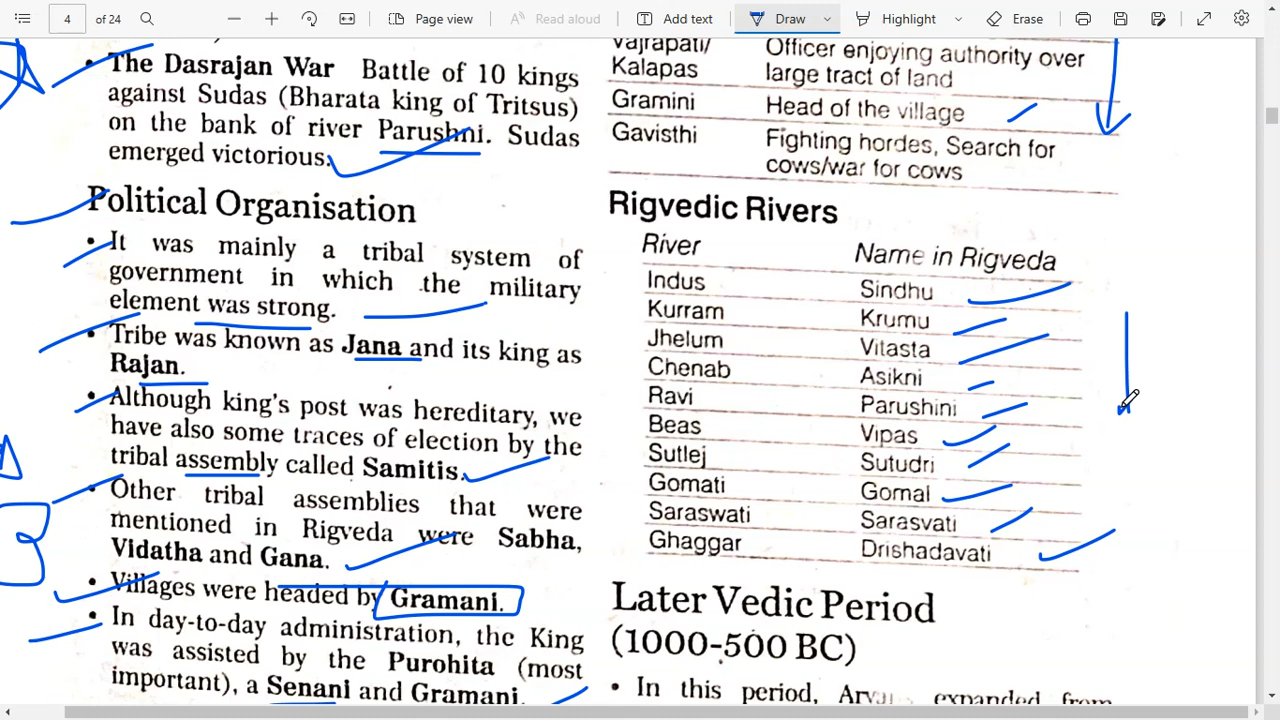 4 of 24 Page view Read aloud Add text Draw Highlight Erase
• The Dasrajan War Battle of 10 kings
against Sudas (Bharata king of Tritsus)
on the bank of river Parushni. Sudas
emerged victorious.
Political Organisation
• It was mainly a tribal system of
government in which the military
element was strong.
• Tribe was known as Jana and its king as
Rajan.
• Although king's post was hereditary, we
have also some traces of election by the
tribal assembly called Samitis.
• Other tribal assemblies that were
mentioned in Rigveda were Sabha,
Vidatha and Gana.
• Villages were headed by Gramani.
• In day-to-day administration, the King
was assisted by the Purohita (most
important), a Senani and Gramani.
Vajrapati/ Officer enjoying authority over
Kalapas large tract of land
Gramini Head of the village
Gavisthi Fighting hordes, Search for
cows/war for cows
Rigvedic Rivers
River Name in Rigveda
Indus Sindhu
Kurram Krumu
Jhelum Vitasta
Chenab Asikni
Ravi Parushini
Beas Vipas
Sutlej Sutudri
Gomati Gomal
Saraswati Sarasvati
Ghaggar Drishadavati
Later Vedic Period
(1000-500 BC)
• In this period, expanded from